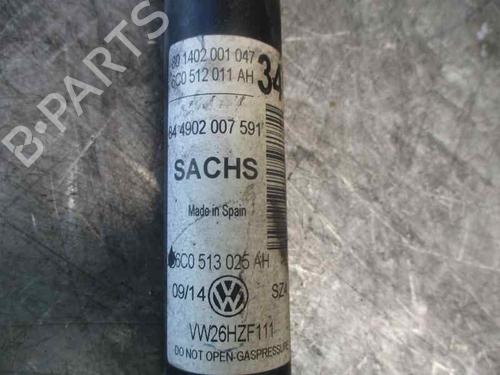 B-PARTS
80 1402 001 047
6C0 512 011 AH
34
84 4902 007 591
SACHS
Made in Spain
6C0 513 025 AH
09/14
VW26HZF111
DO NOT OPEN-GASPRESSURE